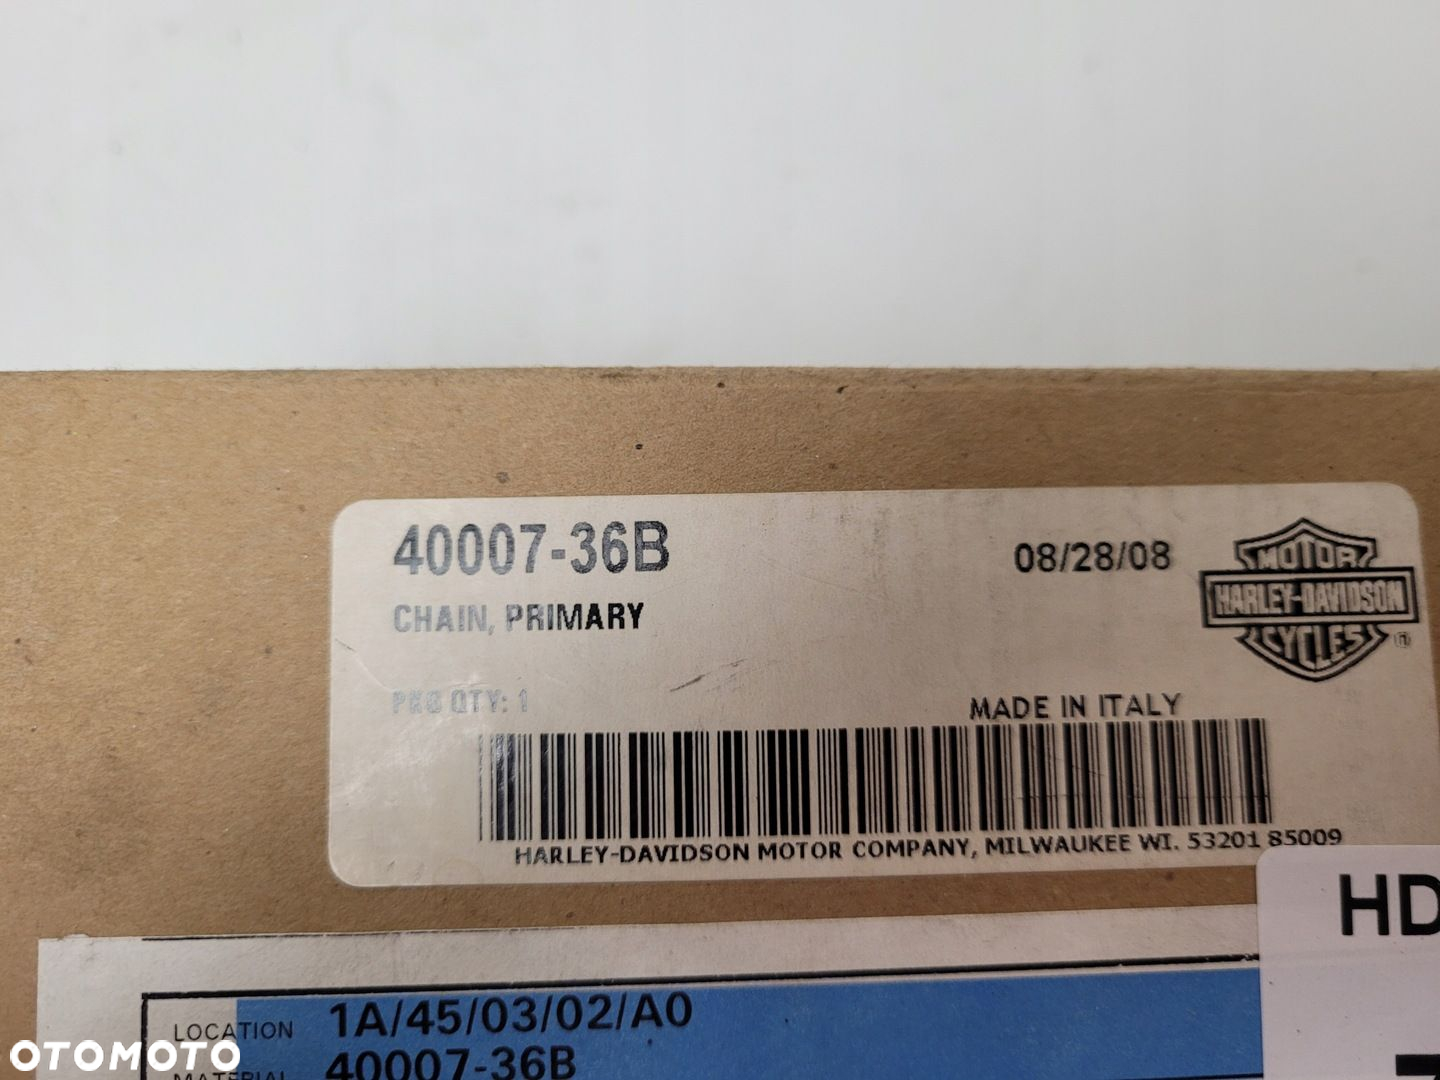 40007-36B
08/28/08
MOTOR
HARLEY-DAVIDSON
CYCLES
CHAIN, PRIMARY
PKG QTY: 1
MADE IN ITALY
HARLEY-DAVIDSON MOTOR COMPANY, MILWAUKEE WI. 53201 85009
HD
LOCATION 1A/45/03/02/A0
MATERIAL 40007-36B
OTOMOTO